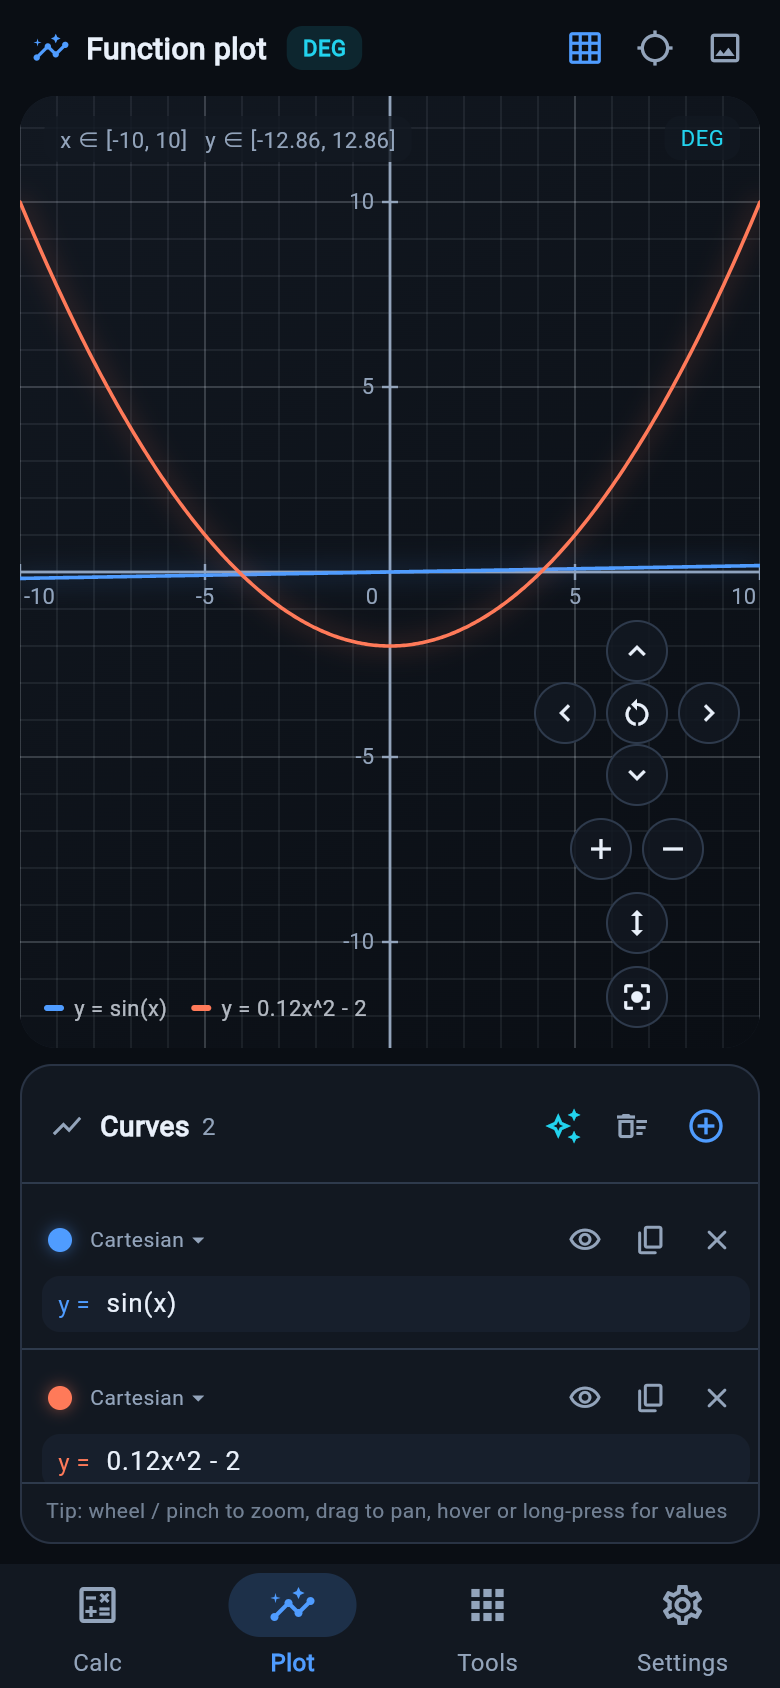 Function plot DEG
x ∈ [-10, 10] y ∈ [-12.86, 12.86] DEG
10
5
-10 -5 0 5 10
-5
-10
y = sin(x) y = 0.12x^2 - 2
Curves 2
Cartesian
y = sin(x)
Cartesian
y = 0.12x^2 - 2
Tip: wheel / pinch to zoom, drag to pan, hover or long-press for values
Calc Plot Tools Settings